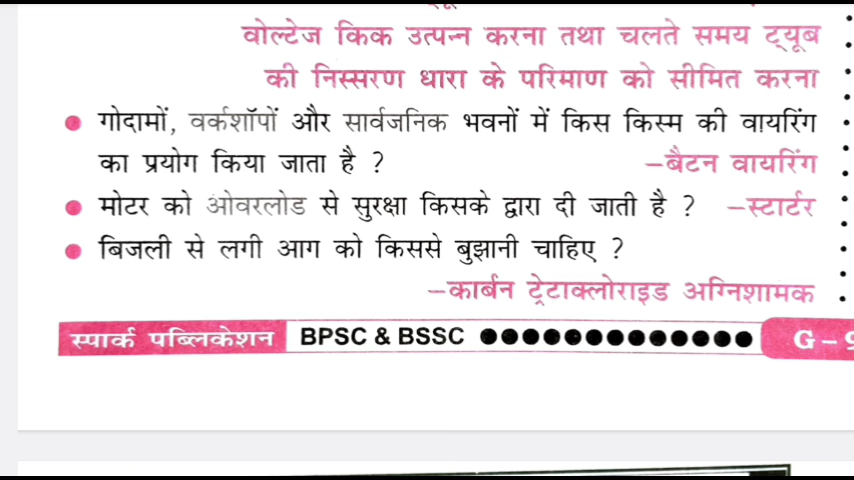 वोल्टेज किक उत्पन्न करना तथा चलते समय ट्यूब
की निस्सरण धारा के परिमाण को सीमित करना
● गोदामों, वर्कशॉपों और सार्वजनिक भवनों में किस किस्म की वायरिंग
का प्रयोग किया जाता है ? –बैटन वायरिंग
● मोटर को ओवरलोड से सुरक्षा किसके द्वारा दी जाती है ? –स्टार्टर
● बिजली से लगी आग को किससे बुझानी चाहिए ?
–कार्बन ट्रेटाक्लोराइड अग्निशामक
स्पार्क पब्लिकेशन BPSC & BSSC ●●●●●●●●●●●●● G –